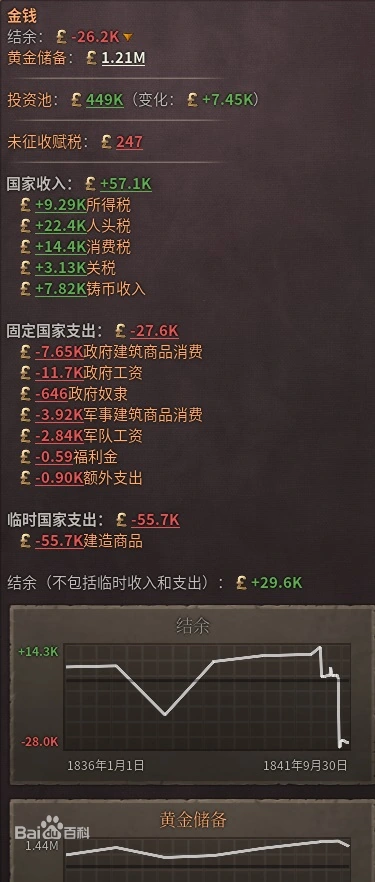 金钱
结余: £ -26.2K
黄金储备: £ 1.21M
投资池: £ 449K（变化: £ +7.45K）
未征收赋税: £ 247
国家收入: £ +57.1K
£ +9.29K所得税
£ +22.4K人头税
£ +14.4K消费税
£ +3.13K关税
£ +7.82K铸币收入
固定国家支出: £ -27.6K
£ -7.65K政府建筑商品消费
£ -11.7K政府工资
£ -646政府奴隶
£ -3.92K军事建筑商品消费
£ -2.84K军队工资
£ -0.59福利金
£ -0.90K额外支出
临时国家支出: £ -55.7K
£ -55.7K建造商品
结余（不包括临时收入和支出）: £ +29.6K
结余
+14.3K
-28.0K
1836年1月1日 1841年9月30日
黄金储备
Bai du 百科
1.44M